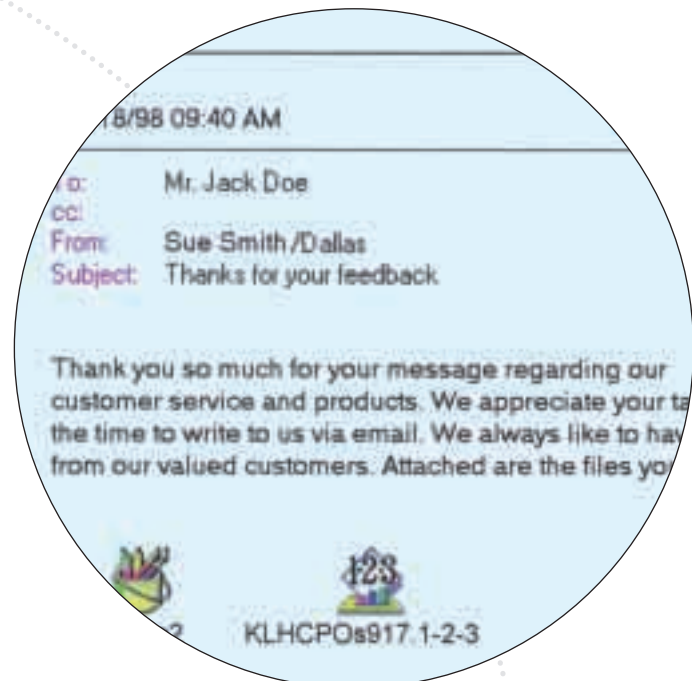 18/98 09:40 AM
To:
Mr. Jack Doe
cc:
From:
Sue Smith/Dallas
Subject:
Thanks for your feedback
Thank you so much for your message regarding our
customer service and products. We appreciate your ta
the time to write to us via email. We always like to hav
from our valued customers. Attached are the files yo
KLHCPOs917.1-2-3